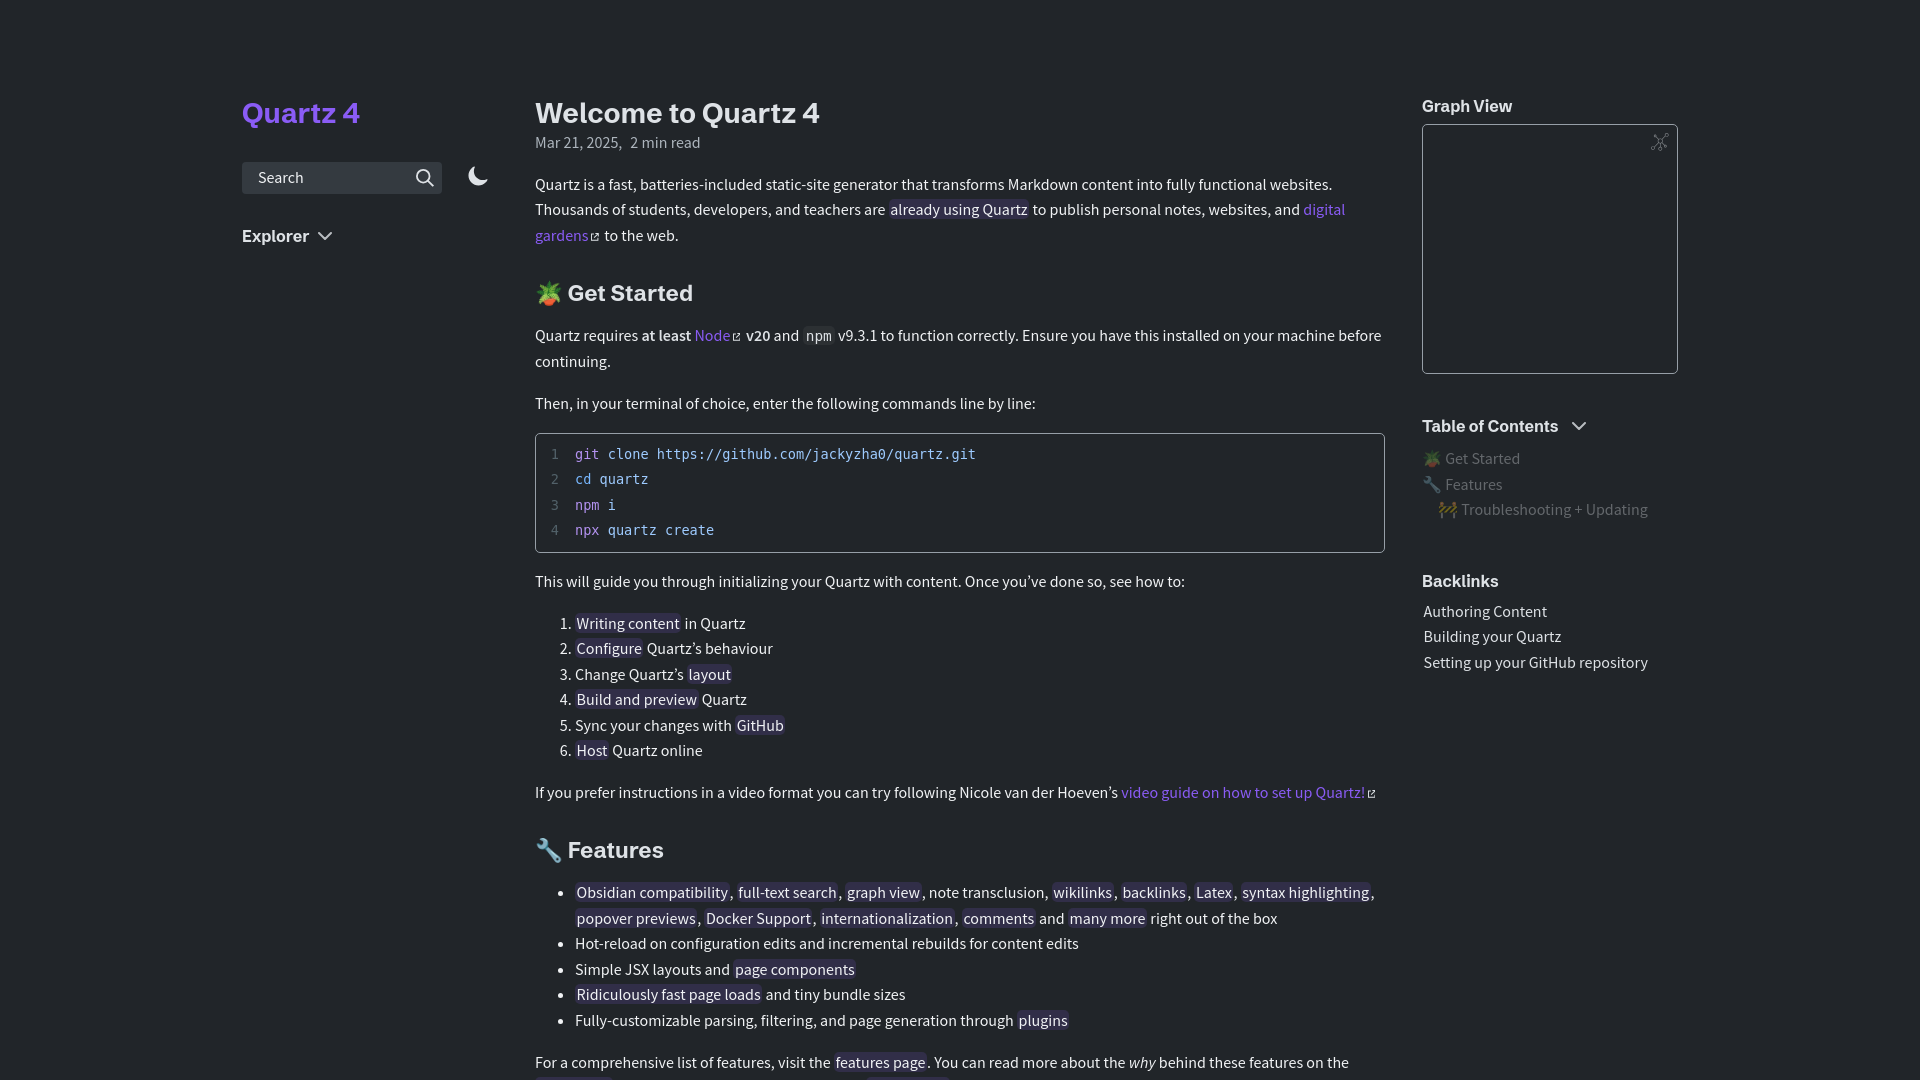 Quartz 4
Search
Explorer
Welcome to Quartz 4
Mar 21, 2025, 2 min read
Quartz is a fast, batteries-included static-site generator that transforms Markdown content into fully functional websites.
Thousands of students, developers, and teachers are already using Quartz to publish personal notes, websites, and digital
gardens to the web.
🪴 Get Started
Quartz requires at least Node v20 and npm v9.3.1 to function correctly. Ensure you have this installed on your machine before
continuing.
Then, in your terminal of choice, enter the following commands line by line:
1 git clone https://github.com/jackyzha0/quartz.git
2 cd quartz
3 npm i
4 npx quartz create
This will guide you through initializing your Quartz with content. Once you’ve done so, see how to:
1. Writing content in Quartz
2. Configure Quartz’s behaviour
3. Change Quartz’s layout
4. Build and preview Quartz
5. Sync your changes with GitHub
6. Host Quartz online
If you prefer instructions in a video format you can try following Nicole van der Hoeven’s video guide on how to set up Quartz!
🔧 Features
• Obsidian compatibility, full-text search, graph view, note transclusion, wikilinks, backlinks, Latex, syntax highlighting,
popover previews, Docker Support, internationalization, comments and many more right out of the box
• Hot-reload on configuration edits and incremental rebuilds for content edits
• Simple JSX layouts and page components
• Ridiculously fast page loads and tiny bundle sizes
• Fully-customizable parsing, filtering, and page generation through plugins
For a comprehensive list of features, visit the features page. You can read more about the why behind these features on the
Graph View
Table of Contents
🪴 Get Started
🔧 Features
🚧 Troubleshooting + Updating
Backlinks
Authoring Content
Building your Quartz
Setting up your GitHub repository